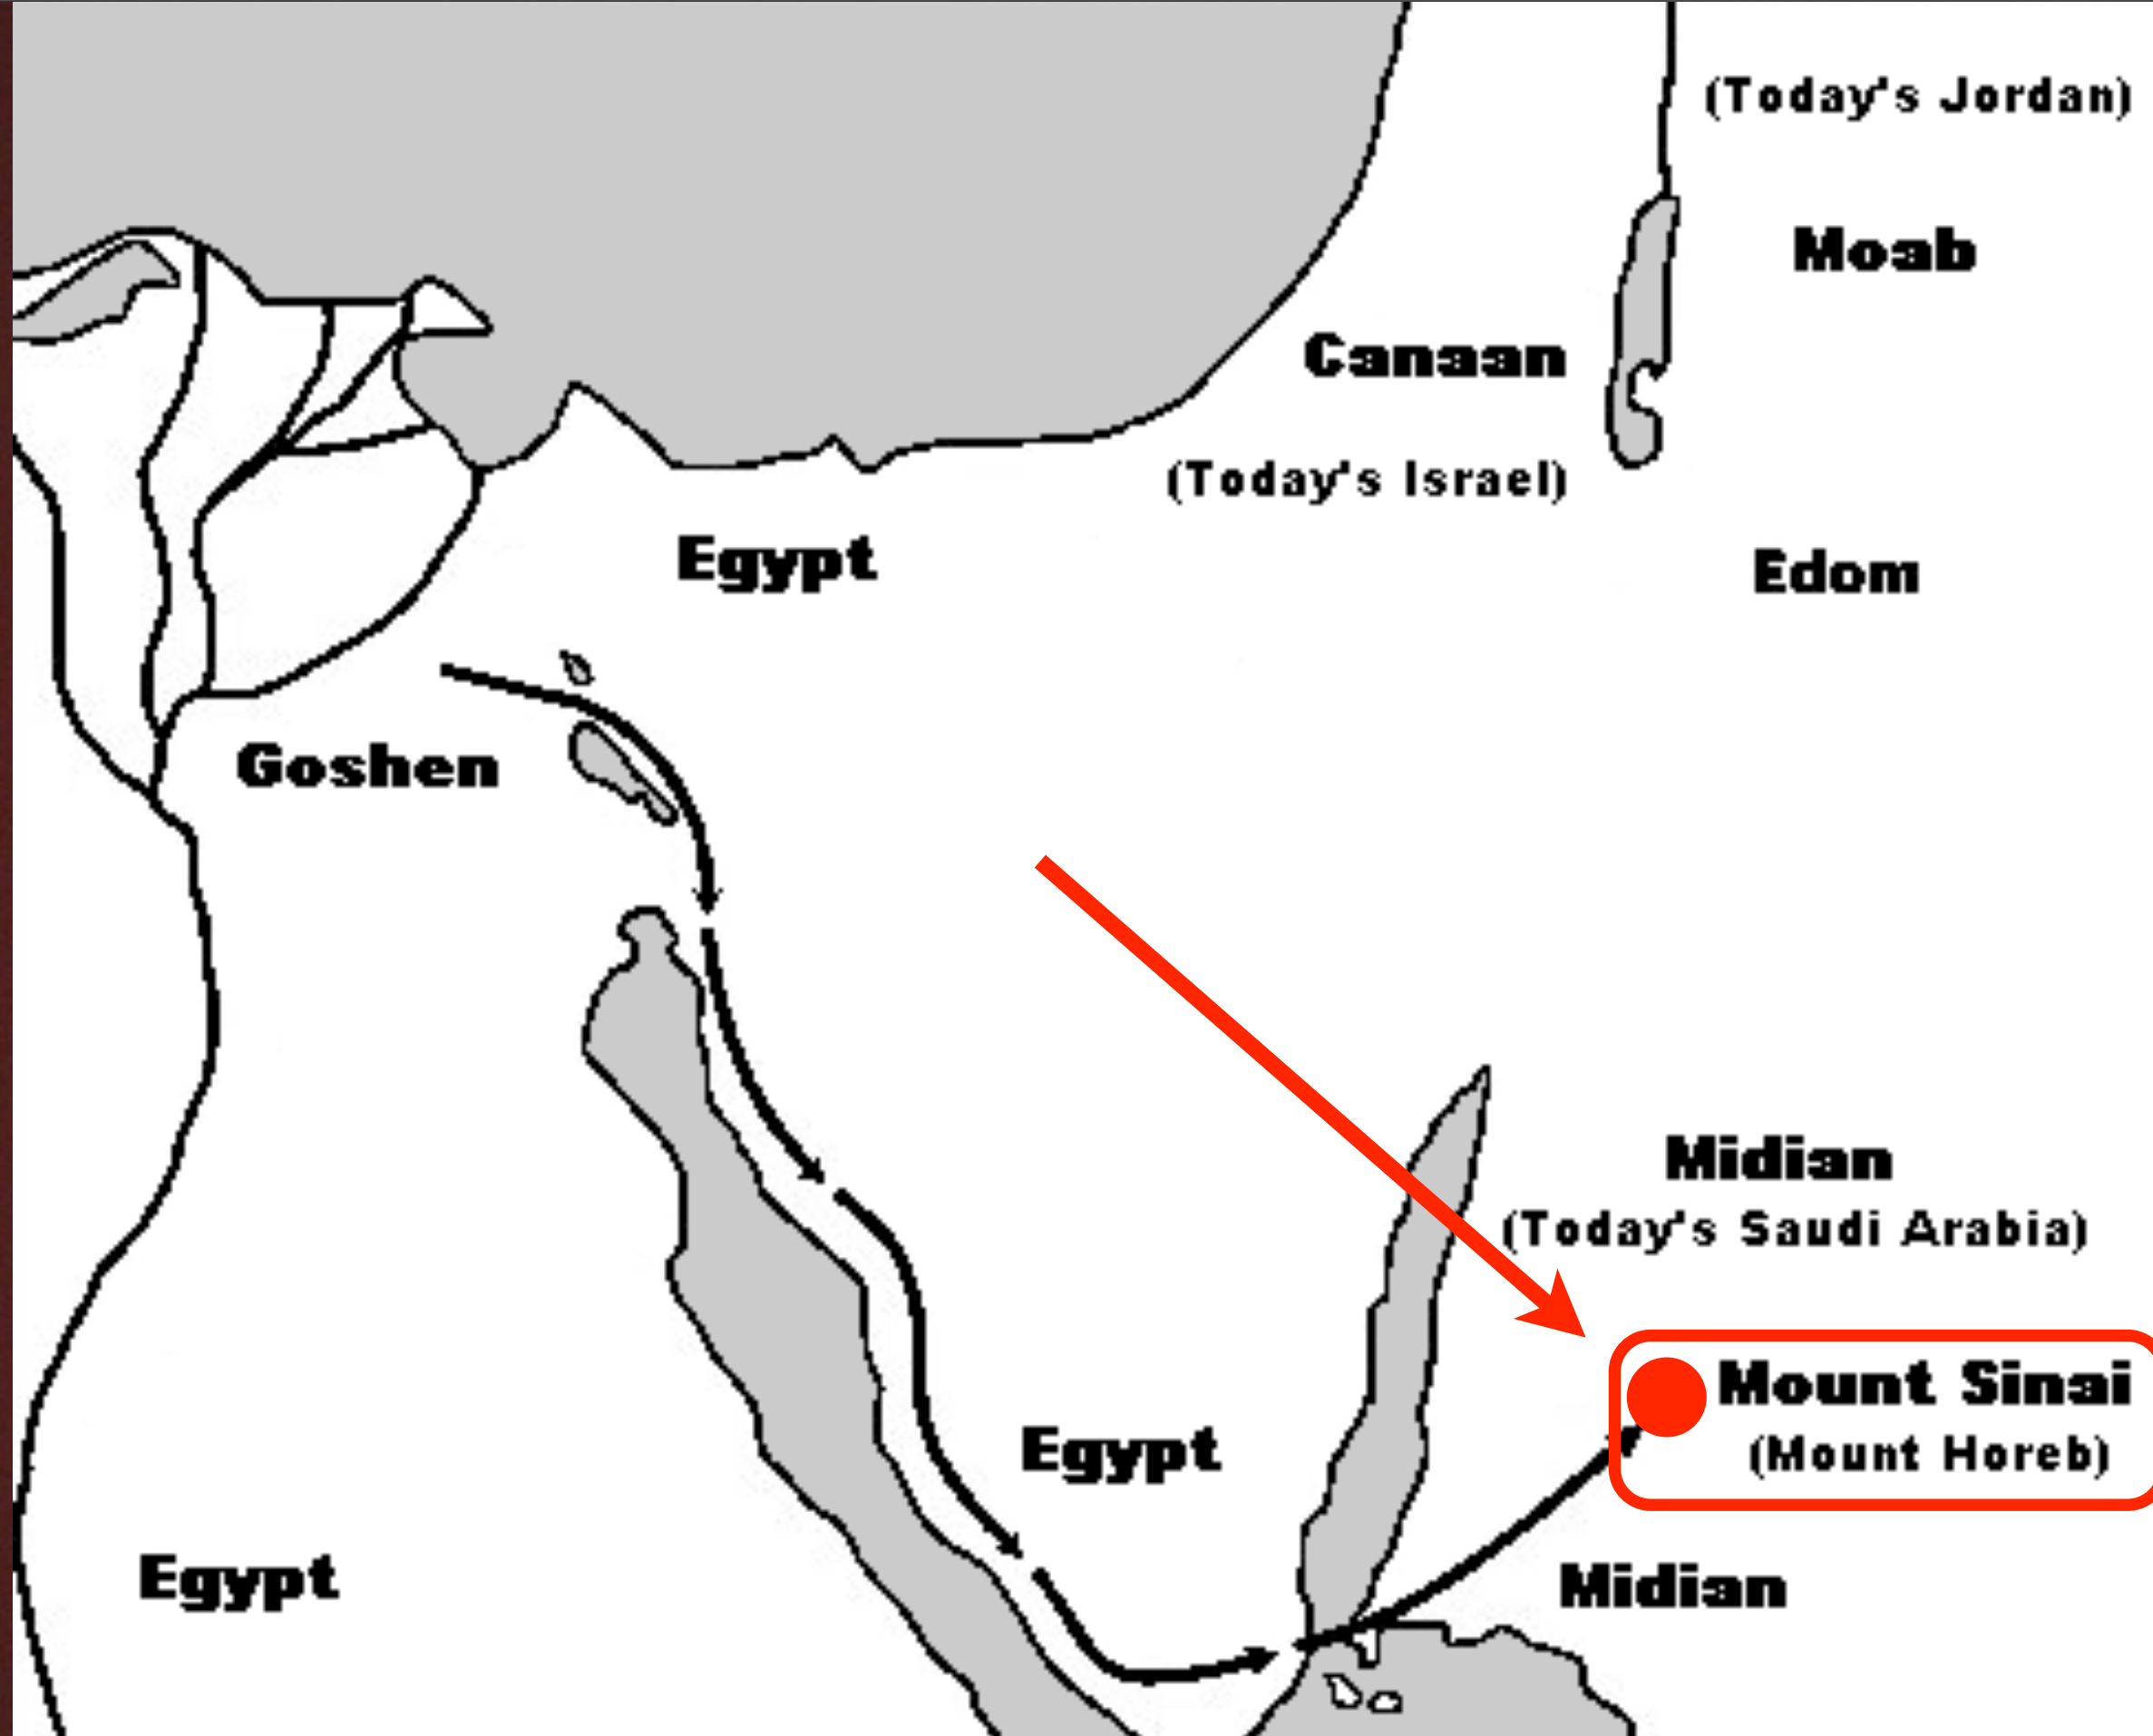 (Today's Jordan)
Moab
Canaan
(Today's Israel)
Egypt
Edom
Goshen
Midian
(Today's Saudi Arabia)
Mount Sinai
(Mount Horeb)
Egypt
Egypt
Midian